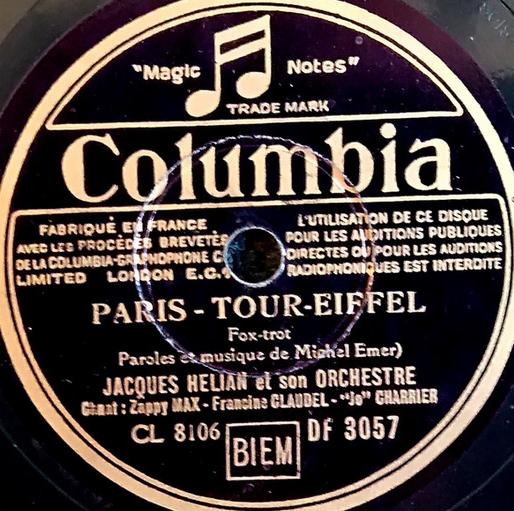 "Magic Notes"
TRADE MARK
Columbia
FABRIQUÉ EN FRANCE
AVEC LES PROCÉDÉS BREVETÉS
DE LA COLUMBIA-GRAPHOPHONE C
LIMITED LONDON E.C.
L'UTILISATION DE CE DISQUE
POUR LES AUDITIONS PUBLIQUES
DIRECTES OU POUR LES AUDITIONS
RADIOPHONIQUES EST INTERDITE
PARIS - TOUR-EIFFEL
Fox-trot
Paroles et musique de Michel Emer)
JACQUES HELIAN et son ORCHESTRE
Chant : Zappy MAX - Francine CLAUDEL - "Jo" CHARRIER
CL 8106 BIEM DF 3057